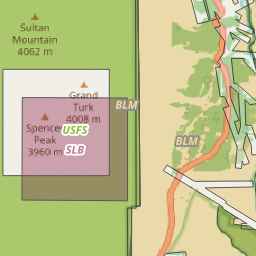 Sultan
Mountain
4062 m
Grand
Turk
4008 m
BLM
Spencer
Peak
3960 m
USFS
SLB
BLM